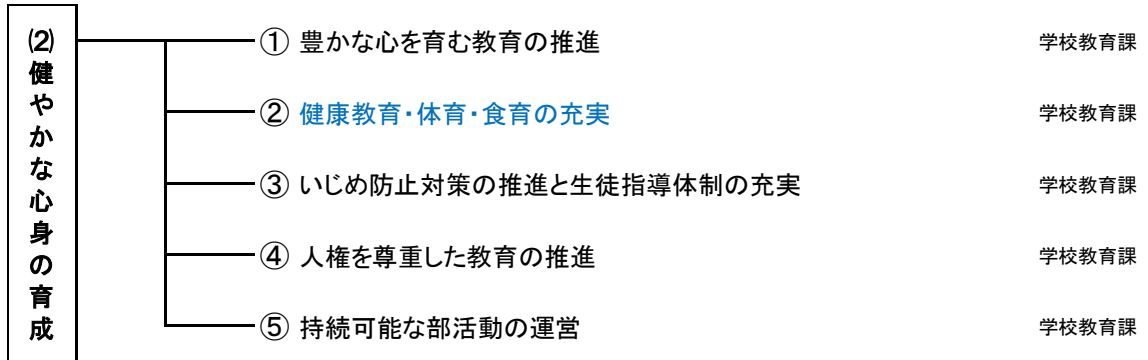 ⑵健やかな心身の育成
① 豊かな心を育む教育の推進 学校教育課
② 健康教育・体育・食育の充実 学校教育課
③ いじめ防止対策の推進と生徒指導体制の充実 学校教育課
④ 人権を尊重した教育の推進 学校教育課
⑤ 持続可能な部活動の運営 学校教育課